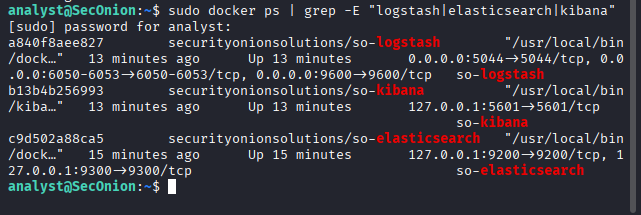 analyst@SecOnion:~$ sudo docker ps | grep -E "logstash|elasticsearch|kibana"
[sudo] password for analyst:
a840f8aee827        securityonionsolutions/so-logstash        "/usr/local/bin
/dock…"   13 minutes ago      Up 13 minutes       0.0.0.0:5044→5044/tcp, 0.0
.0.0:6050-6053→6050-6053/tcp, 0.0.0.0:9600→9600/tcp   so-logstash
b13b4b256993        securityonionsolutions/so-kibana          "/usr/local/bin
/kiba…"   13 minutes ago      Up 13 minutes       127.0.0.1:5601→5601/tcp
so-kibana
c9d502a88ca5        securityonionsolutions/so-elasticsearch   "/usr/local/bin
/dock…"   15 minutes ago      Up 15 minutes       127.0.0.1:9200→9200/tcp, 1
27.0.0.1:9300→9300/tcp                                so-elasticsearch
analyst@SecOnion:~$